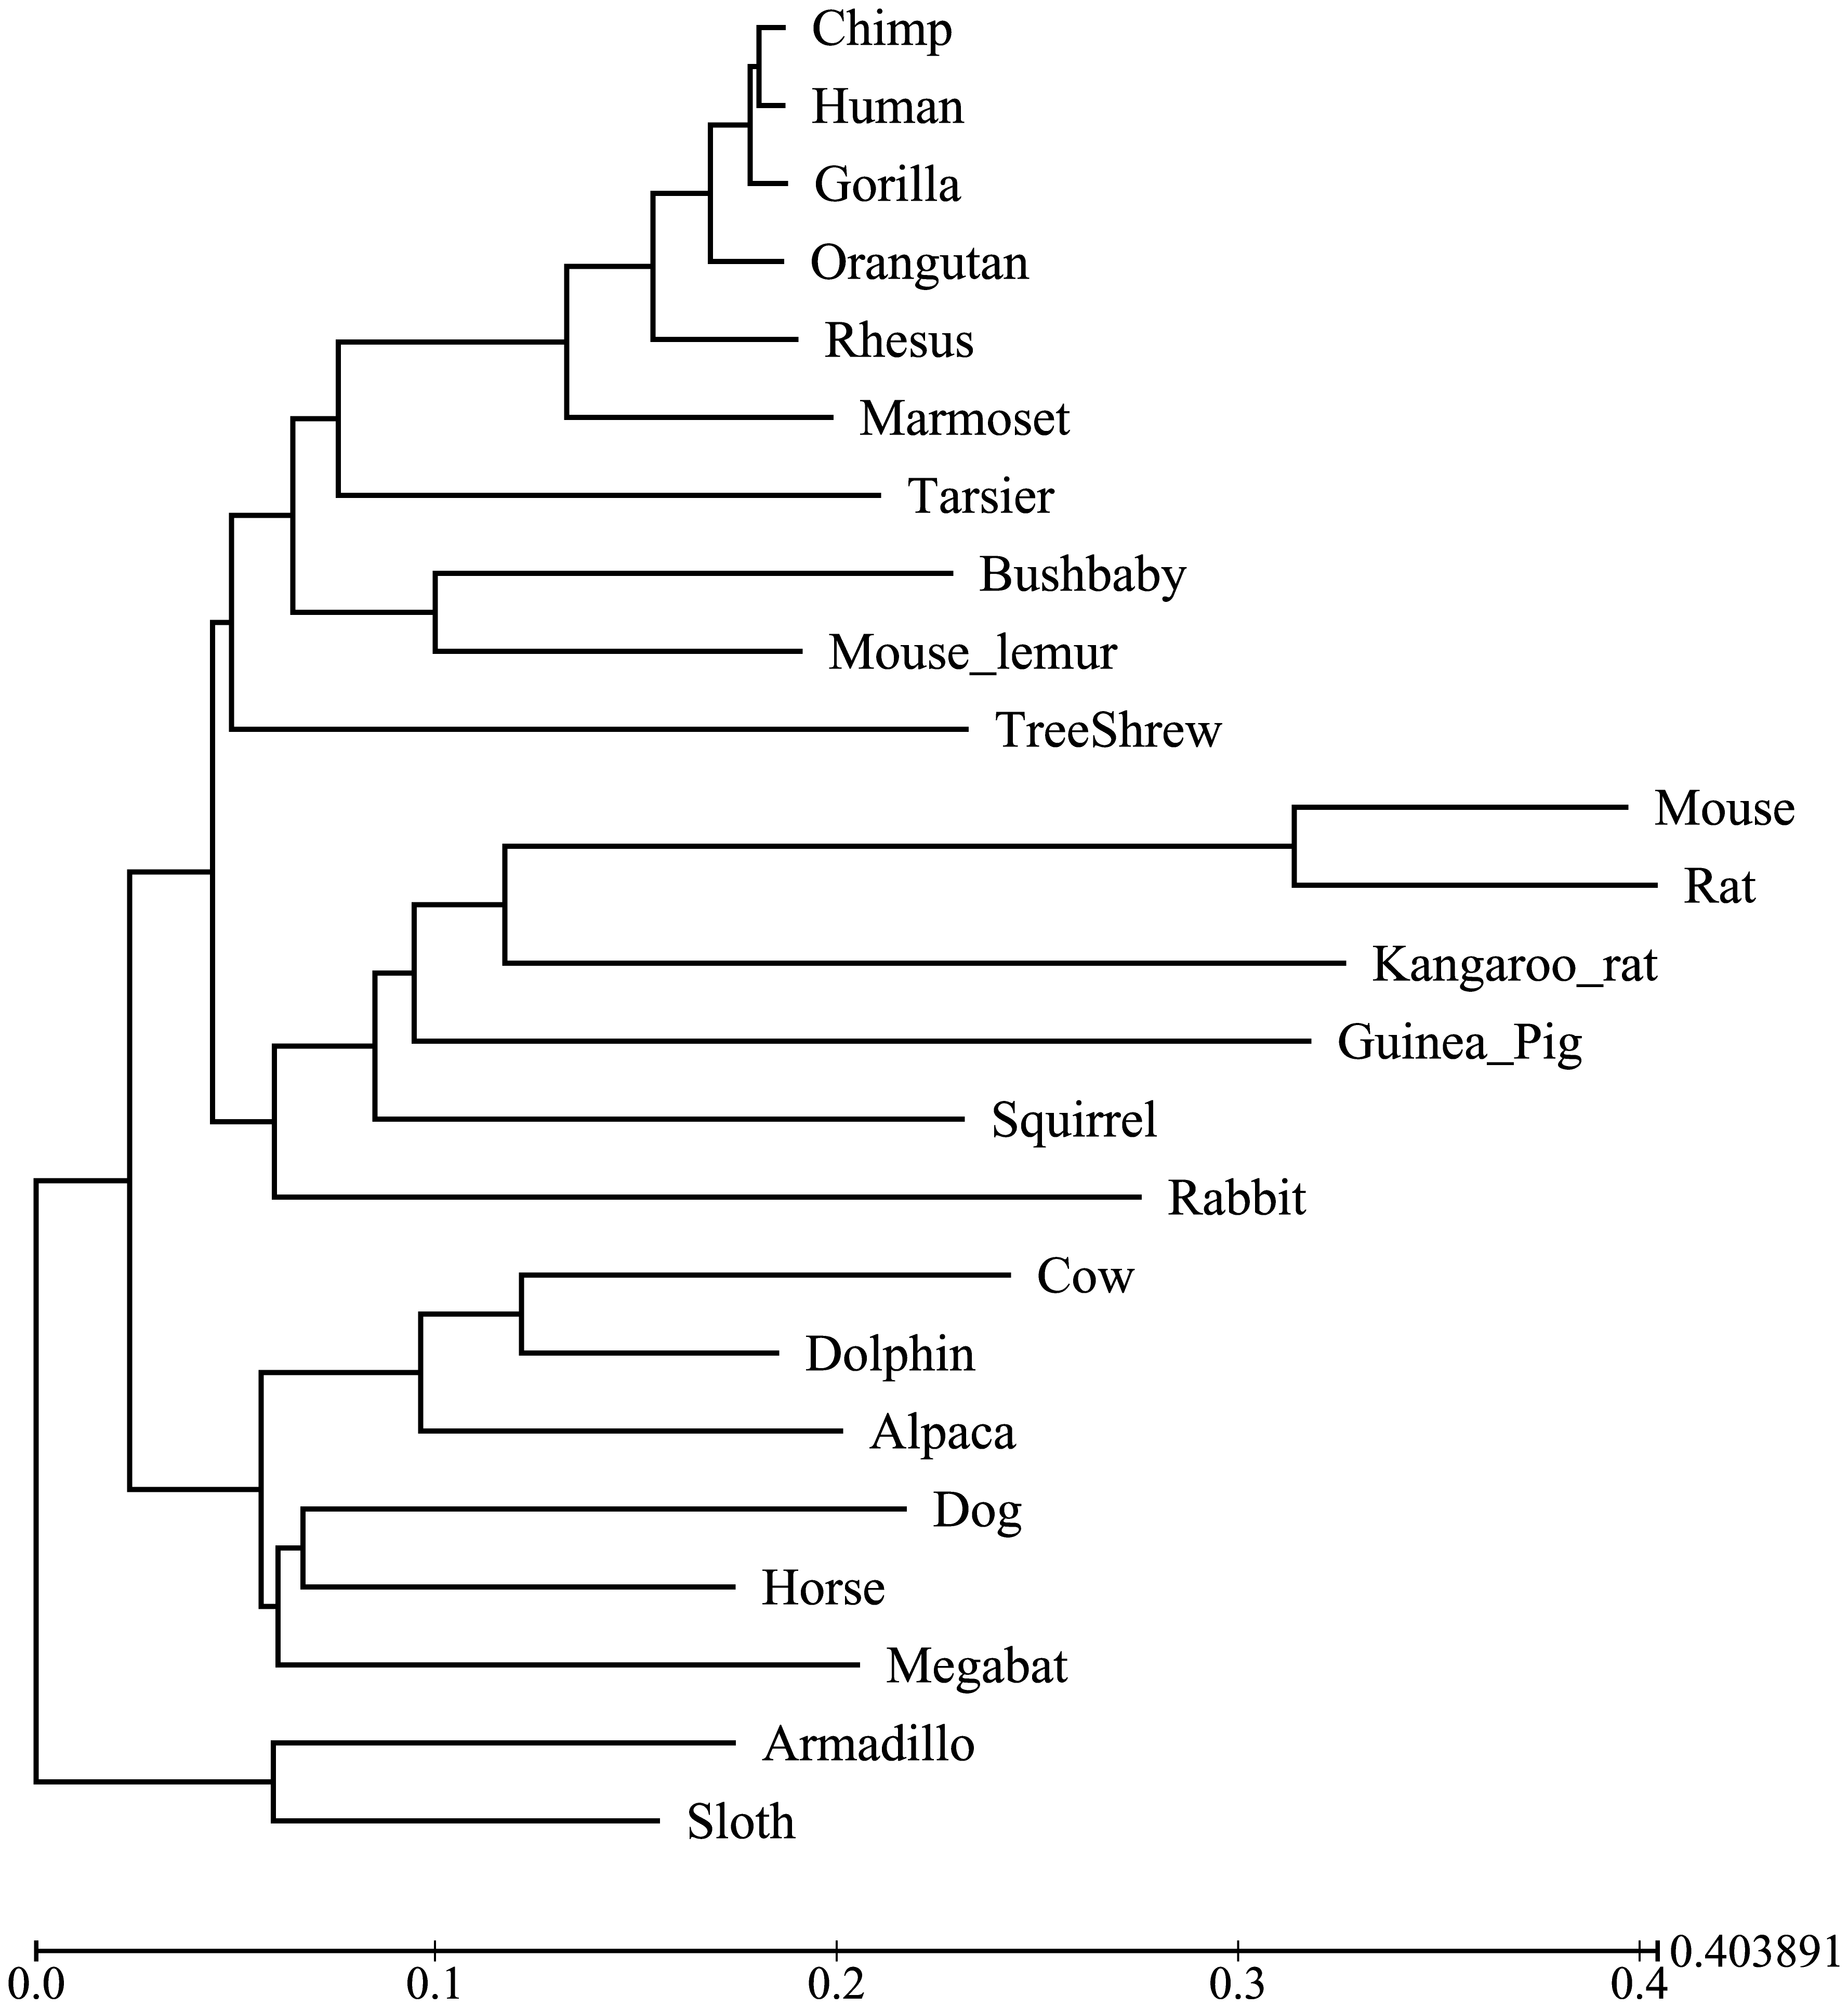 Chimp
Human
Gorilla
Orangutan
Rhesus
Marmoset
Tarsier
Bushbaby
Mouse_lemur
TreeShrew
Mouse
Rat
Kangaroo_rat
Guinea_Pig
Squirrel
Rabbit
Cow
Dolphin
Alpaca
Dog
Horse
Megabat
Armadillo
Sloth
0.403891
0.0 0.1 0.2 0.3 0.4